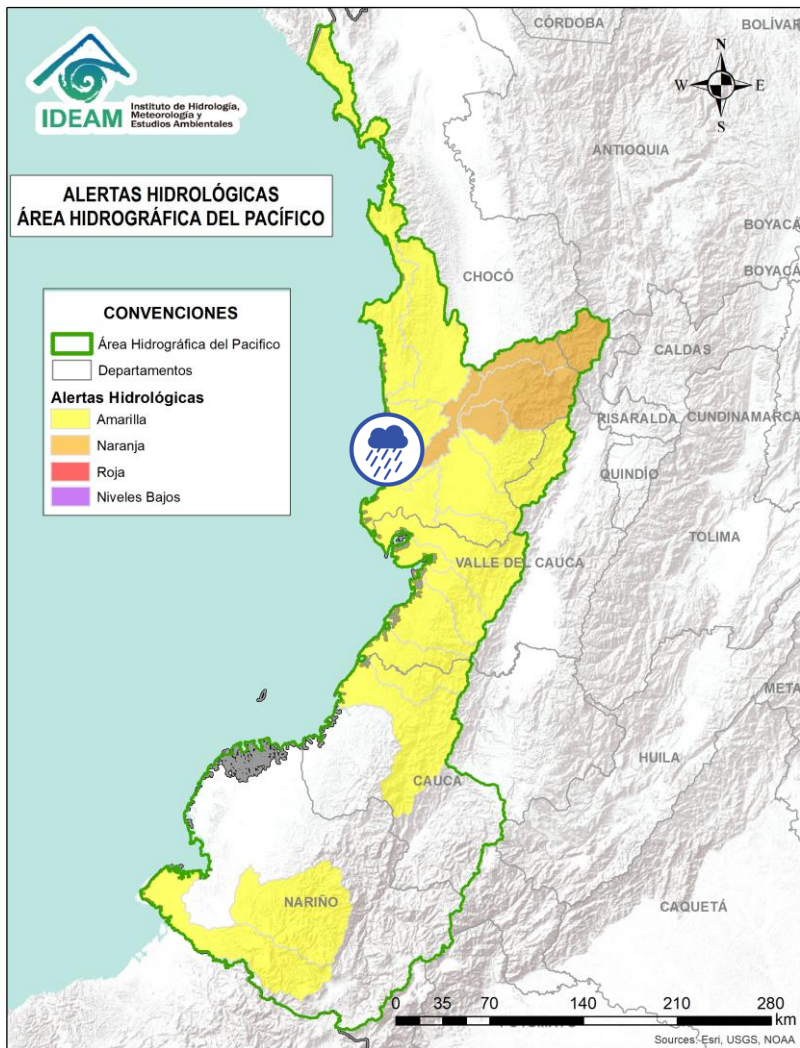 IDEAM
Instituto de Hidrología,
Meteorología y
Estudios Ambientales
ALERTAS HIDROLÓGICAS
ÁREA HIDROGRÁFICA DEL PACÍFICO
CONVENCIONES
Área Hidrográfica del Pacifico
Departamentos
Alertas Hidrológicas
Amarilla
Naranja
Roja
Niveles Bajos
N
W
E
S
CÓRDOBA
BOLÍVAR
ANTIOQUIA
BOYACÁ
CHOCÓ
BOYACÁ
CALDAS
RISARALDA
CUNDINAMARCA
QUINDÍO
TOLIMA
VALLE DEL CAUCA
META
HUILA
CAUCA
NARIÑO
CAQUETÁ
0 35 70 140 210 280
km
Sources: Esri, USGS, NOAA